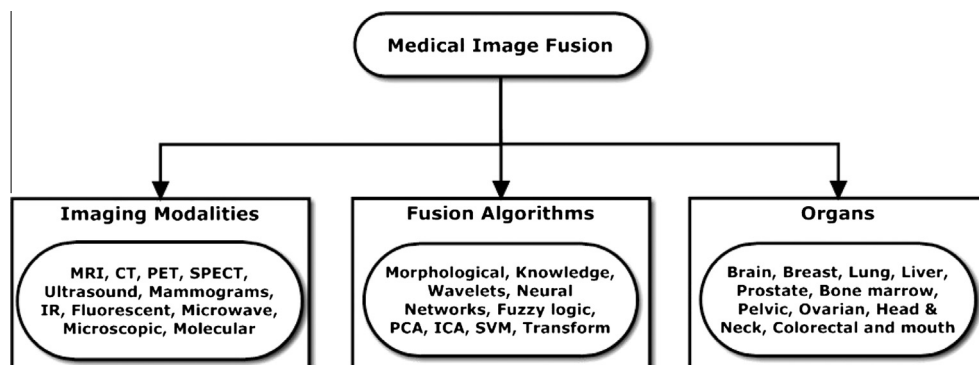 Medical Image Fusion
Imaging Modalities
MRI, CT, PET, SPECT,
Ultrasound, Mammograms,
IR, Fluorescent, Microwave,
Microscopic, Molecular
Fusion Algorithms
Morphological, Knowledge,
Wavelets, Neural
Networks, Fuzzy logic,
PCA, ICA, SVM, Transform
Organs
Brain, Breast, Lung, Liver,
Prostate, Bone marrow,
Pelvic, Ovarian, Head &
Neck, Colorectal and mouth